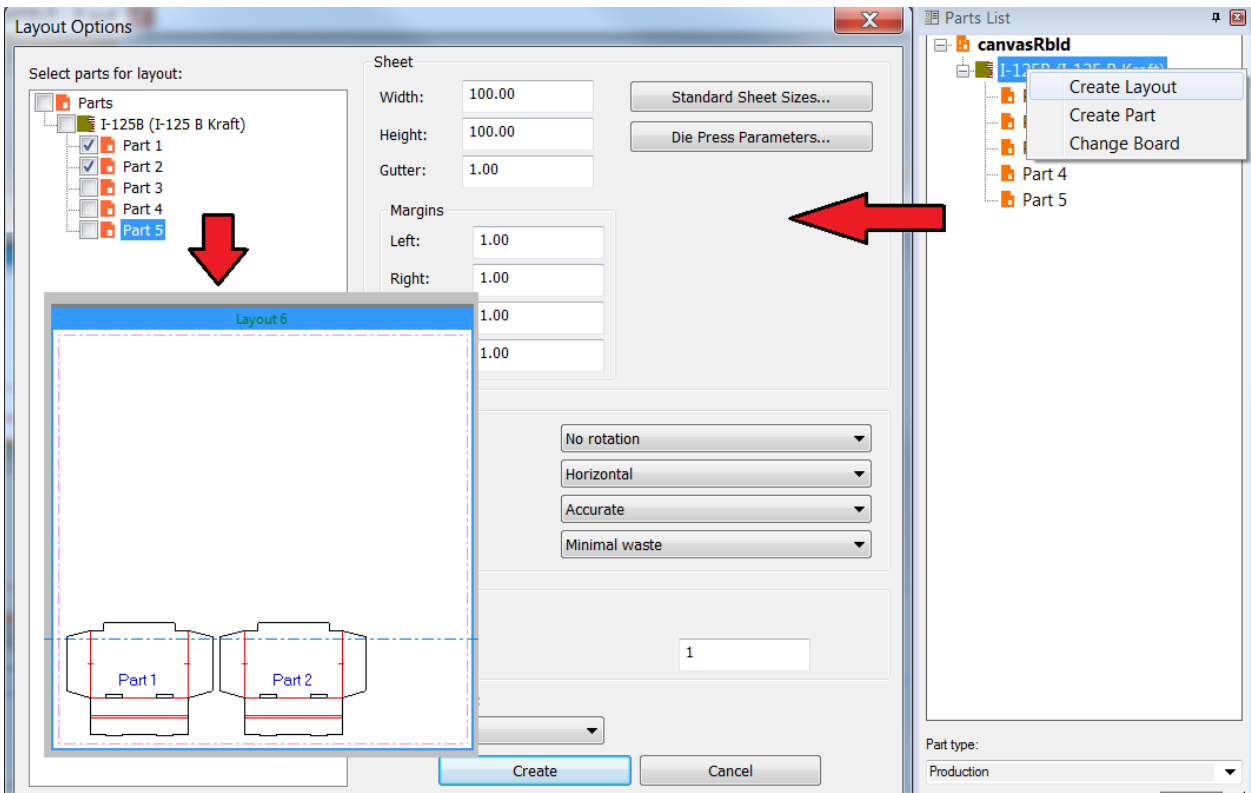 Layout Options
Select parts for layout:
Parts
I-125B (I-125 B Kraft)
Part 1
Part 2
Part 3
Part 4
Part 5
Sheet
Width:
100.00
Standard Sheet Sizes...
Height:
100.00
Die Press Parameters...
Gutter:
1.00
Margins
Left:
1.00
Right:
1.00
1.00
1.00
No rotation
Horizontal
Accurate
Minimal waste
1
Create
Cancel
Layout 6
Part 1
Part 2
Parts List
canvasRbld
I-125B (I-125 B Kraft)
Create Layout
Create Part
Change Board
Part 4
Part 5
Part type:
Production